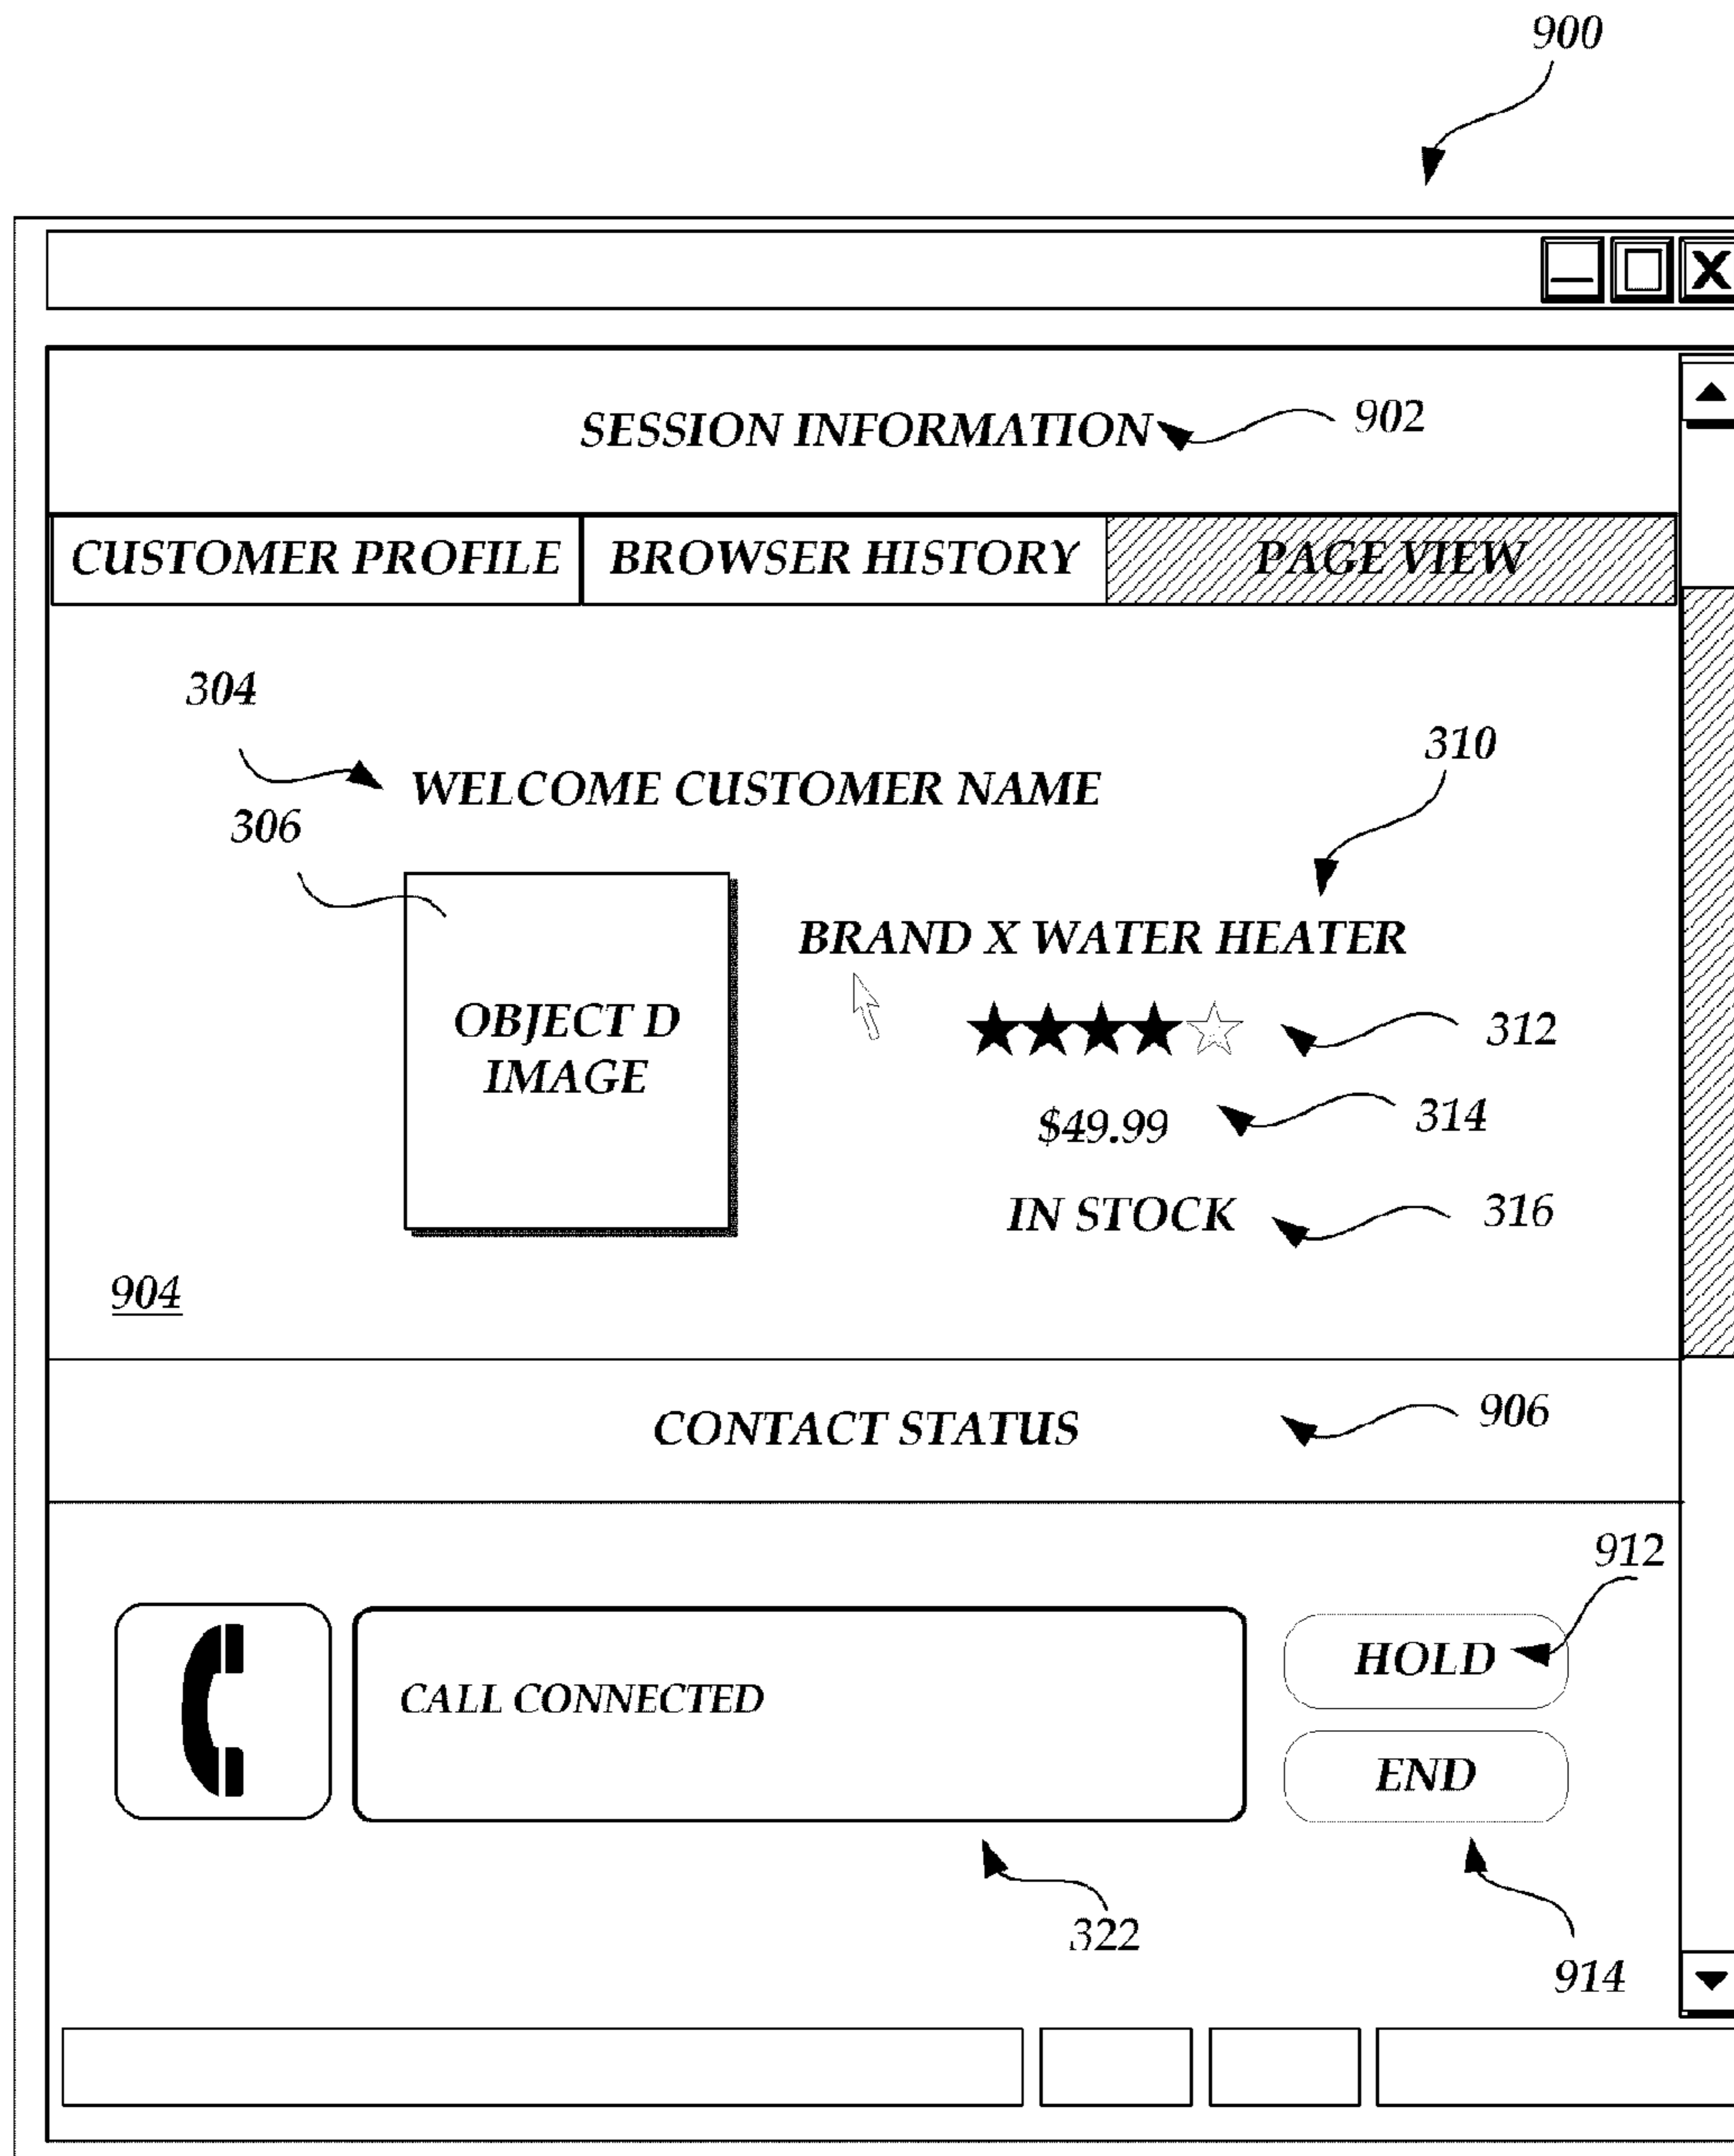 900
X
SESSION INFORMATION 902
CUSTOMER PROFILE BROWSER HISTORY PAGE VIEW
304
310
WELCOME CUSTOMER NAME
306
BRAND X WATER HEATER
OBJECT D
IMAGE
312
$49.99 314
IN STOCK 316
904
CONTACT STATUS 906
912
HOLD
CALL CONNECTED
END
322
914